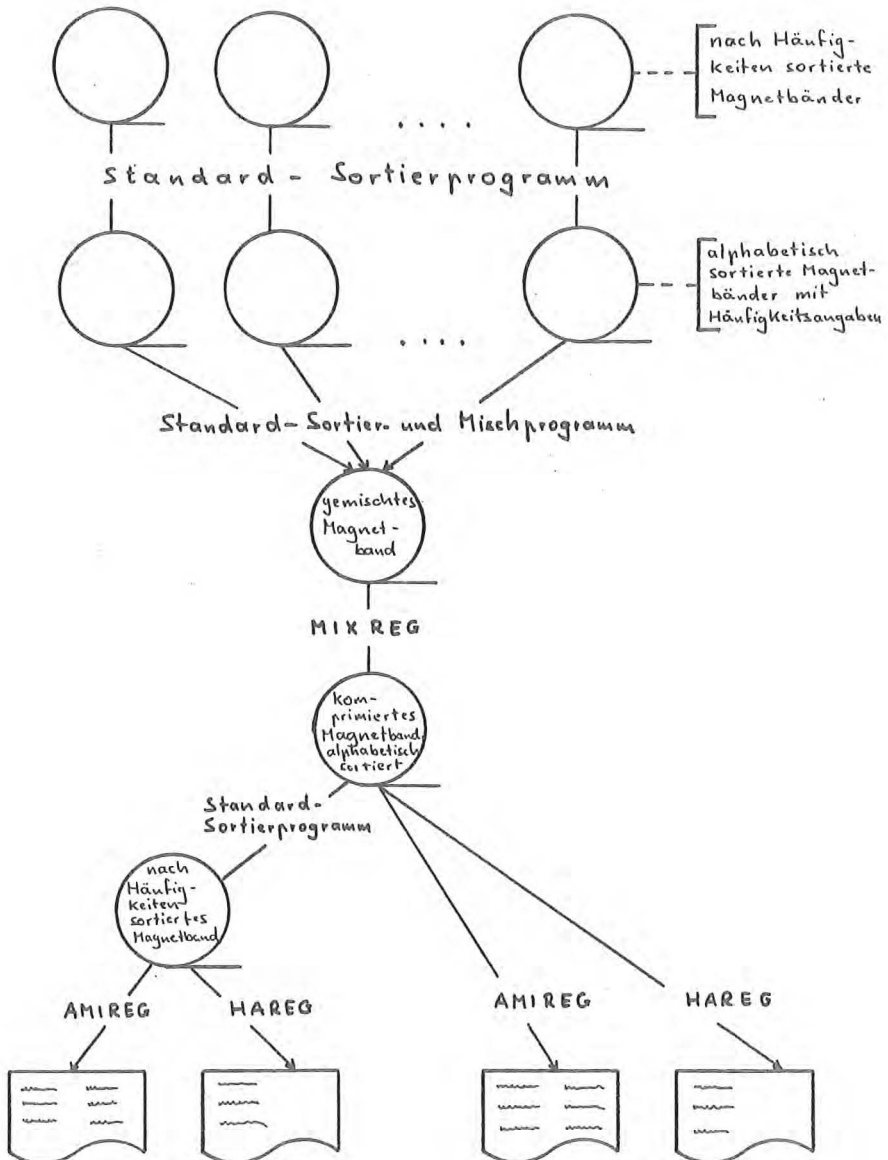 nach Häufig-
keiten sortierte
Magnetbänder
. . . .
Standard - Sortierprogramm
alphabetisch
sortierte Magnet-
bänder mit
Häufigkeitsangaben
. . . .
Standard-Sortier- und Mischprogramm
gemischtes
Magnet-
band
MIXREG
kom-
primiertes
Magnetband,
alphabetisch
sortiert
Standard-
Sortierprogramm
nach
Häufig-
keiten
sortiertes
Magnetband
AMIREG HAREG AMIREG HAREG